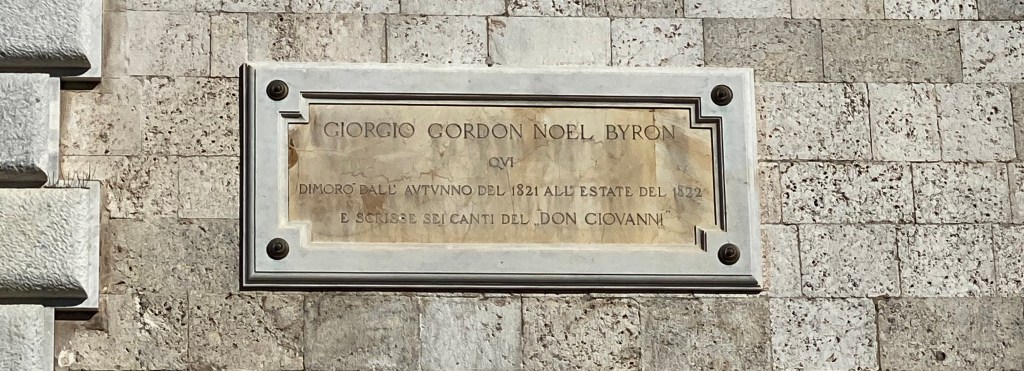 GIORGIO GORDON NOEL BYRON
QVI
DIMORÒ DALL' AVTVNNO DEL 1821 ALL' ESTATE DEL 1822
E SCRISSE SEI CANTI DEL „DON GIOVANNI"